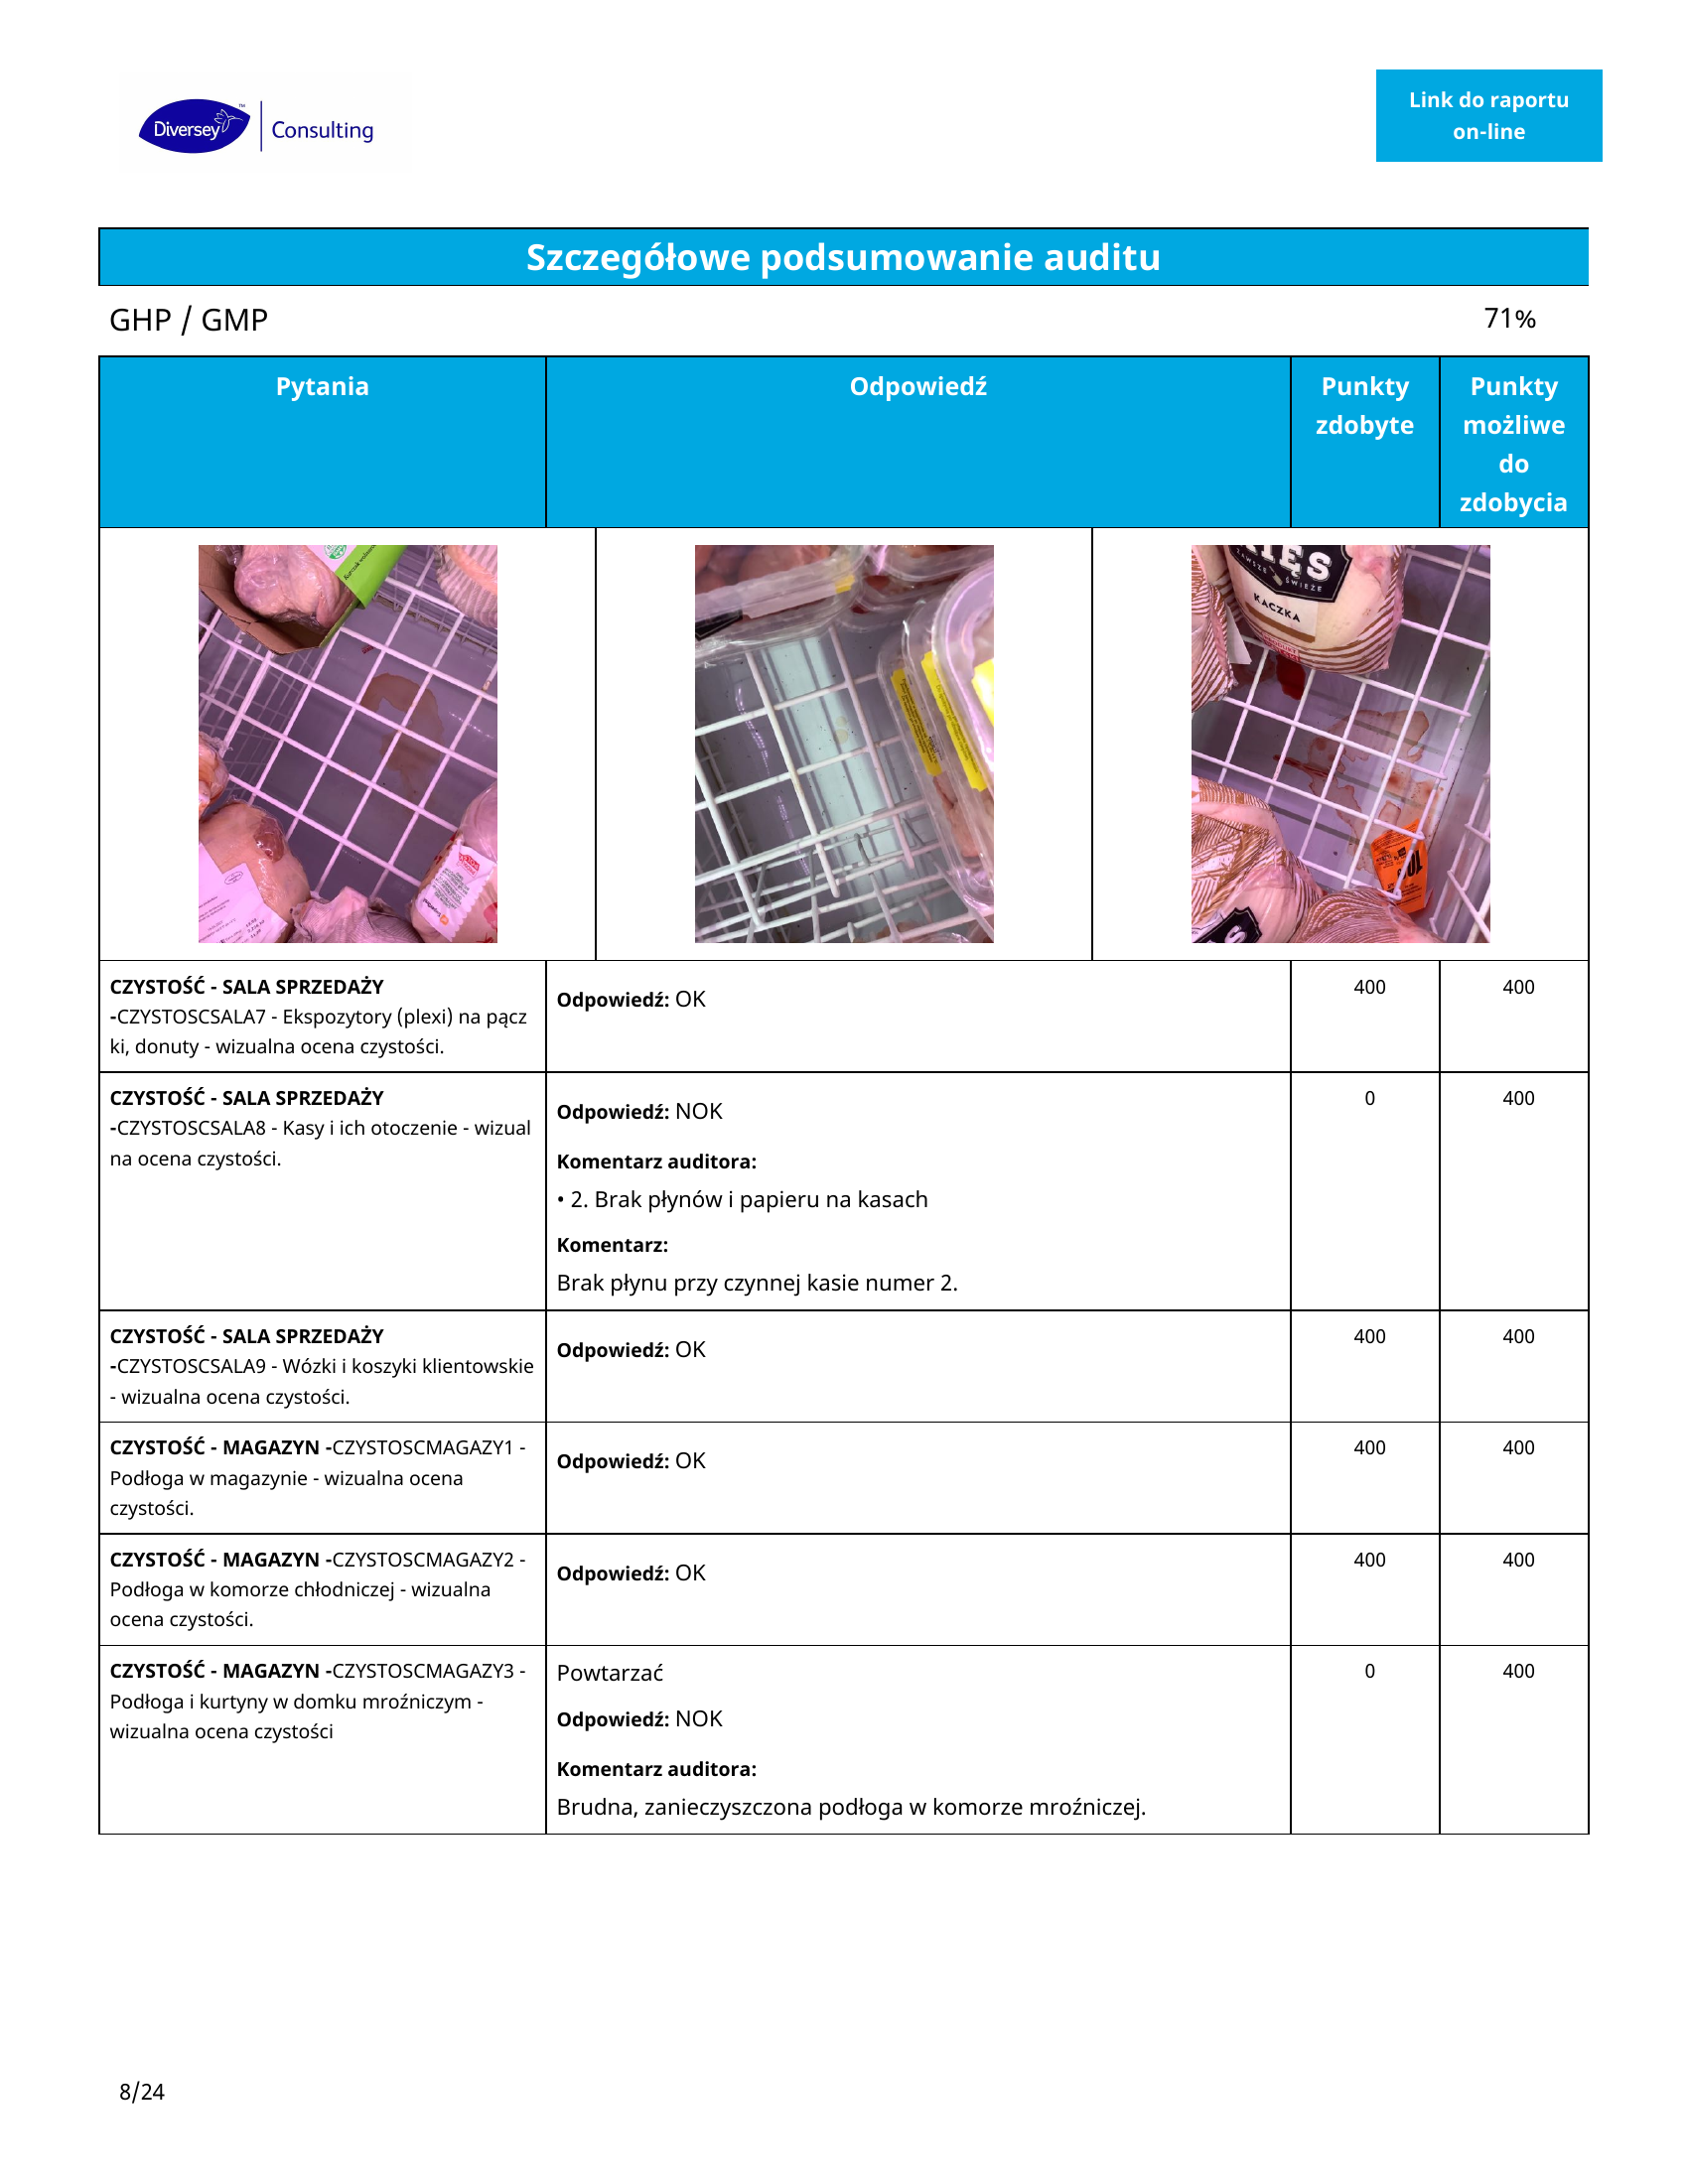 Diversey™ Consulting
Link do raportu
on-line
Szczegółowe podsumowanie auditu
GHP / GMP
71%
Pytania
Odpowiedź
Punkty
zdobyte
Punkty
możliwe
do
zdobycia
ZAWSZE ŚWIEŻE
KACZKA
CZYSTOŚĆ - SALA SPRZEDAŻY
-CZYSTOSCSALA7 - Ekspozytory (plexi) na pącz
ki, donuty - wizualna ocena czystości.
Odpowiedź: OK
400
400
CZYSTOŚĆ - SALA SPRZEDAŻY
-CZYSTOSCSALA8 - Kasy i ich otoczenie - wizual
na ocena czystości.
Odpowiedź: NOK
Komentarz auditora:
• 2. Brak płynów i papieru na kasach
Komentarz:
Brak płynu przy czynnej kasie numer 2.
0
400
CZYSTOŚĆ - SALA SPRZEDAŻY
-CZYSTOSCSALA9 - Wózki i koszyki klientowskie
- wizualna ocena czystości.
Odpowiedź: OK
400
400
CZYSTOŚĆ - MAGAZYN -CZYSTOSCMAGAZY1 -
Podłoga w magazynie - wizualna ocena
czystości.
Odpowiedź: OK
400
400
CZYSTOŚĆ - MAGAZYN -CZYSTOSCMAGAZY2 -
Podłoga w komorze chłodniczej - wizualna
ocena czystości.
Odpowiedź: OK
400
400
CZYSTOŚĆ - MAGAZYN -CZYSTOSCMAGAZY3 -
Podłoga i kurtyny w domku mroźniczym -
wizualna ocena czystości
Powtarzać
Odpowiedź: NOK
Komentarz auditora:
Brudna, zanieczyszczona podłoga w komorze mroźniczej.
0
400
8/24